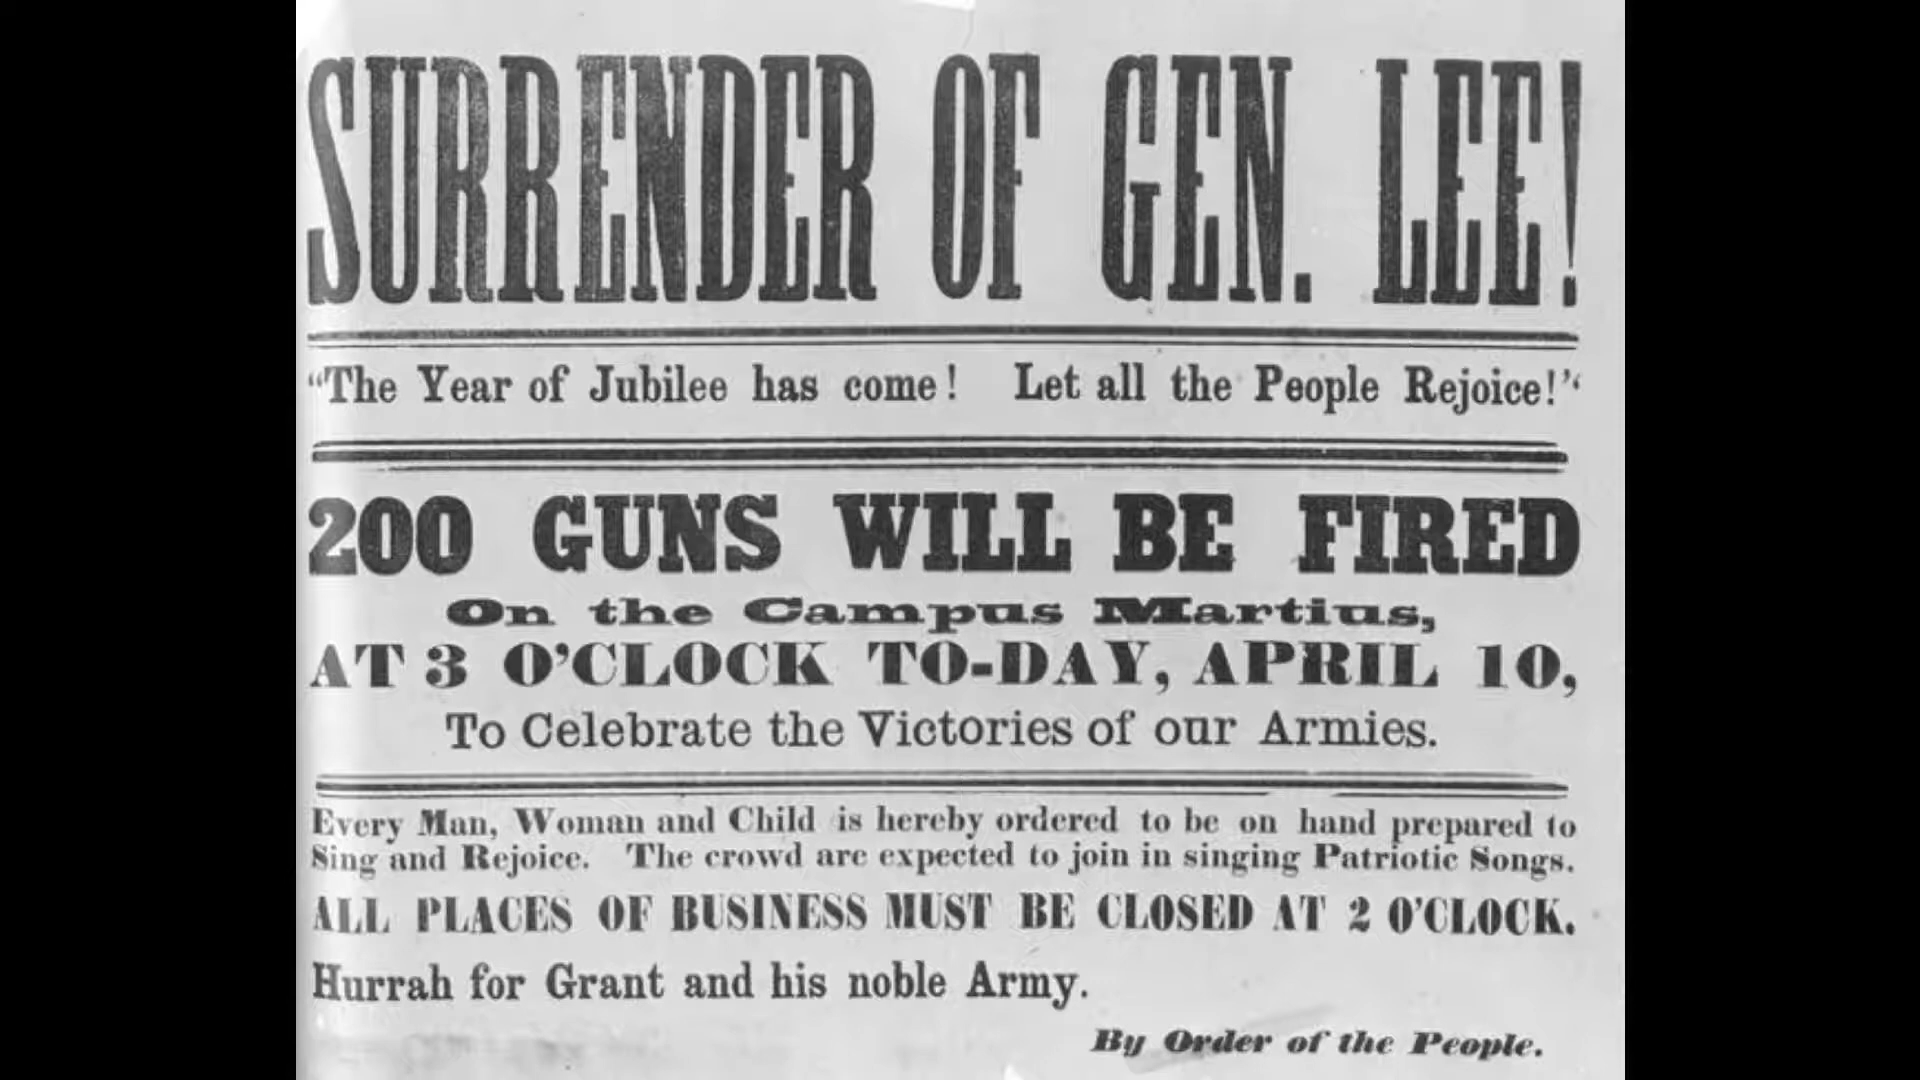 SURRENDER OF GEN. LEE!
"The Year of Jubilee has come! Let all the People Rejoice!"
200 GUNS WILL BE FIRED
On the Campus Martius,
AT 3 O'CLOCK TO-DAY, APRIL 10,
To Celebrate the Victories of our Armies.
Every Man, Woman and Child is hereby ordered to be on hand prepared to
Sing and Rejoice. The crowd are expected to join in singing Patriotic Songs.
ALL PLACES OF BUSINESS MUST BE CLOSED AT 2 O'CLOCK.
Hurrah for Grant and his noble Army.
By Order of the People.